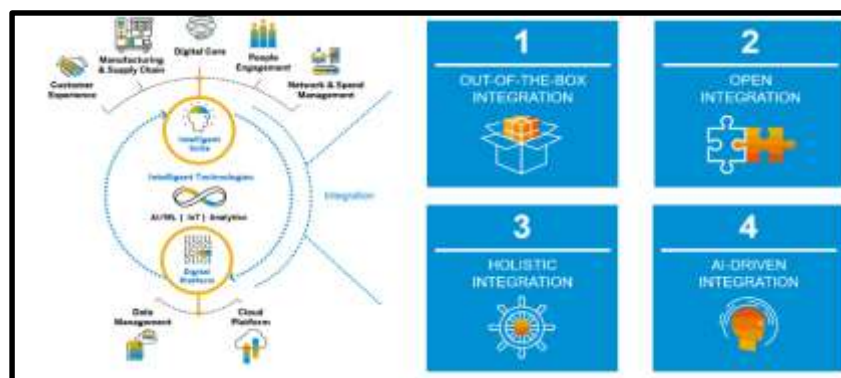 Manufacturing
& Supply Chain
Digital Core
People
Engagement
Customer
Experience
Network & Spend
Management
Intelligent
Suite
Intelligent Technologies
AI/ML | IoT | Analytics
Integration
Digital
Platform
Data
Management
Cloud
Platform
1
OUT-OF-THE-BOX
INTEGRATION
2
OPEN
INTEGRATION
3
HOLISTIC
INTEGRATION
4
AI-DRIVEN
INTEGRATION